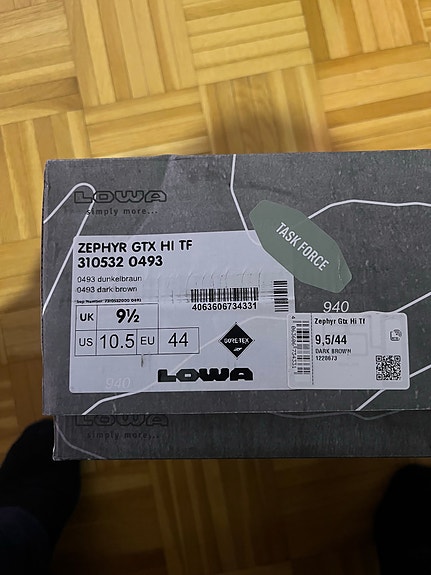 LOWA
simply more...
ZEPHYR GTX HI TF
310532 0493
0493 dunkelbraun
0493 dark brown
4063606734331
UK 9½
US 10.5 EU 44
GORE-TEX
LOWA
TASK FORCE
940
Zephyr Gtx Hi Tf
9,5/44
DARK BROWN
1220673
940
LOWA
simply more...